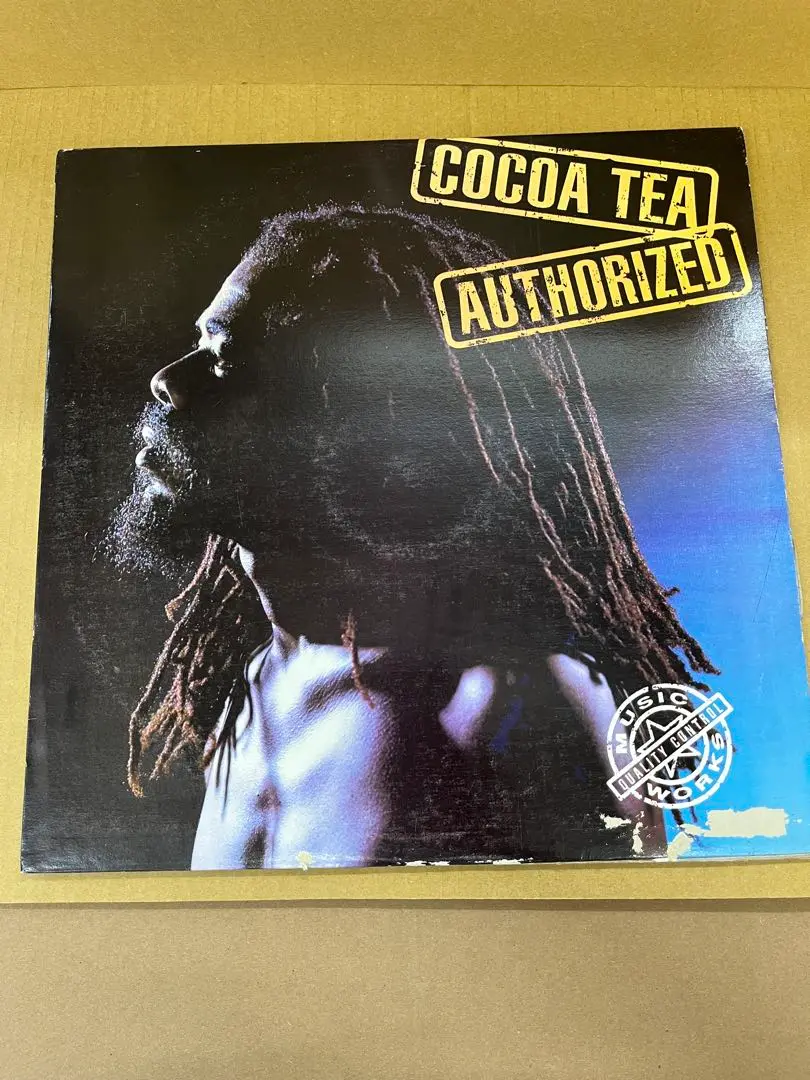 COCOA TEA
AUTHORIZED
MUSIC
QUALITY CONTROL
WORKS